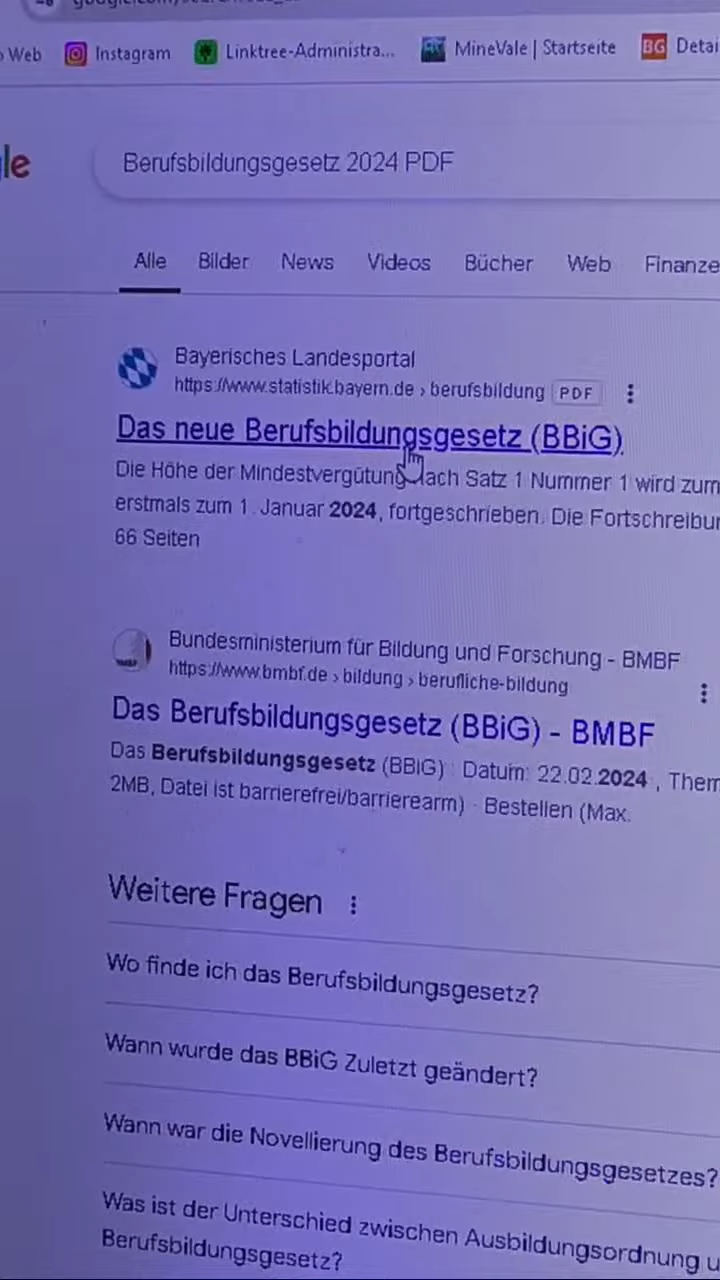 Web Instagram Linktree-Administra... MineVale | Startseite BG Detai
le Berufsbildungsgesetz 2024 PDF
Alle Bilder News Videos Bücher Web Finanze
Bayerisches Landesportal
https://www.statistik.bayern.de › berufsbildung PDF
Das neue Berufsbildungsgesetz (BBiG)
Die Höhe der Mindestvergütung nach Satz 1 Nummer 1 wird zum
erstmals zum 1. Januar 2024, fortgeschrieben. Die Fortschreibu
66 Seiten
Bundesministerium für Bildung und Forschung - BMBF
https://www.bmbf.de › bildung › berufliche-bildung
Das Berufsbildungsgesetz (BBiG) - BMBF
Das Berufsbildungsgesetz (BBiG) · Datum: 22.02.2024 , Them
2MB, Datei ist barrierefrei/barrierearm) · Bestellen (Max.
Weitere Fragen
Wo finde ich das Berufsbildungsgesetz?
Wann wurde das BBiG Zuletzt geändert?
Wann war die Novellierung des Berufsbildungsgesetzes?
Was ist der Unterschied zwischen Ausbildungsordnung u
Berufsbildungsgesetz?